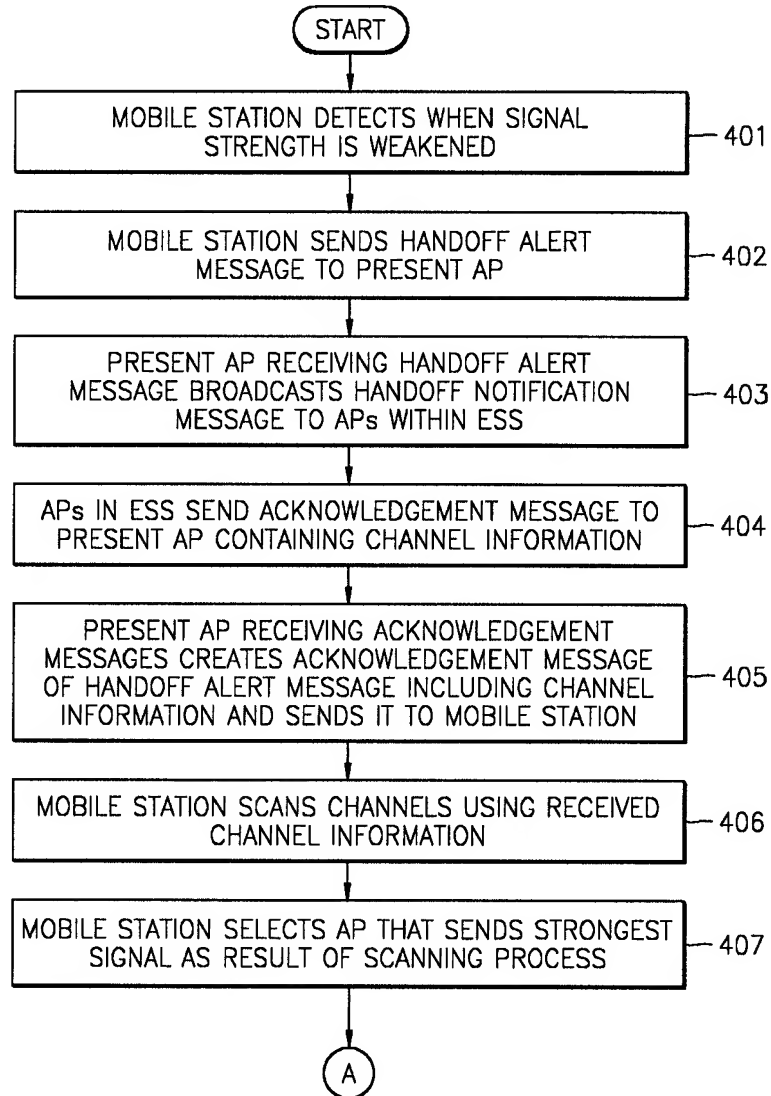 START
MOBILE STATION DETECTS WHEN SIGNAL
STRENGTH IS WEAKENED
401
MOBILE STATION SENDS HANDOFF ALERT
MESSAGE TO PRESENT AP
402
PRESENT AP RECEIVING HANDOFF ALERT
MESSAGE BROADCASTS HANDOFF NOTIFICATION
MESSAGE TO APs WITHIN ESS
403
APs IN ESS SEND ACKNOWLEDGEMENT MESSAGE TO
PRESENT AP CONTAINING CHANNEL INFORMATION
404
PRESENT AP RECEIVING ACKNOWLEDGEMENT
MESSAGES CREATES ACKNOWLEDGEMENT MESSAGE
OF HANDOFF ALERT MESSAGE INCLUDING CHANNEL
INFORMATION AND SENDS IT TO MOBILE STATION
405
MOBILE STATION SCANS CHANNELS USING RECEIVED
CHANNEL INFORMATION
406
MOBILE STATION SELECTS AP THAT SENDS STRONGEST
SIGNAL AS RESULT OF SCANNING PROCESS
407
A